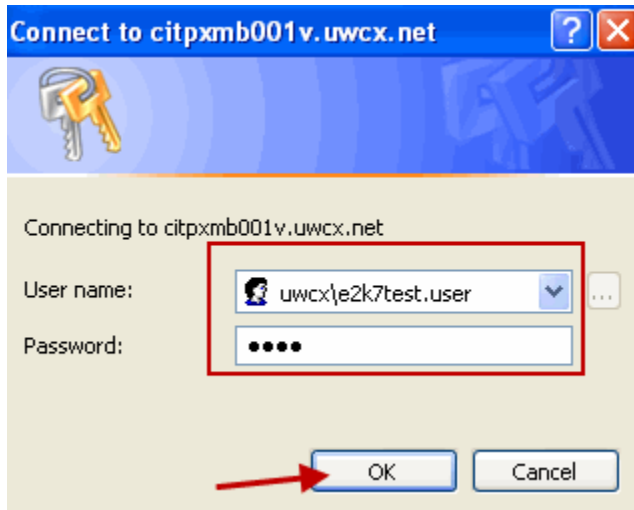 Connect to citpxmb001v.uwcx.net
?
Connecting to citpxmb001v.uwcx.net
User name:
uwcx\e2k7test.user
...
Password:
••••
OK
Cancel